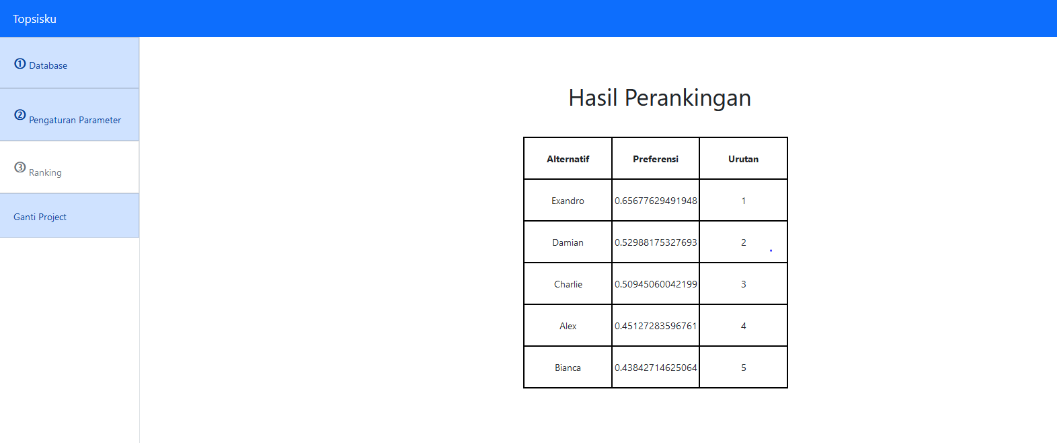 Topsisku
① Database
② Pengaturan Parameter
③ Ranking
Ganti Project
Hasil Perankingan
Alternatif Preferensi Urutan
Exandro 0.65677629491948 1
Damian 0.52988175327693 2
Charlie 0.50945060042199 3
Alex 0.45127283596761 4
Bianca 0.43842714625064 5